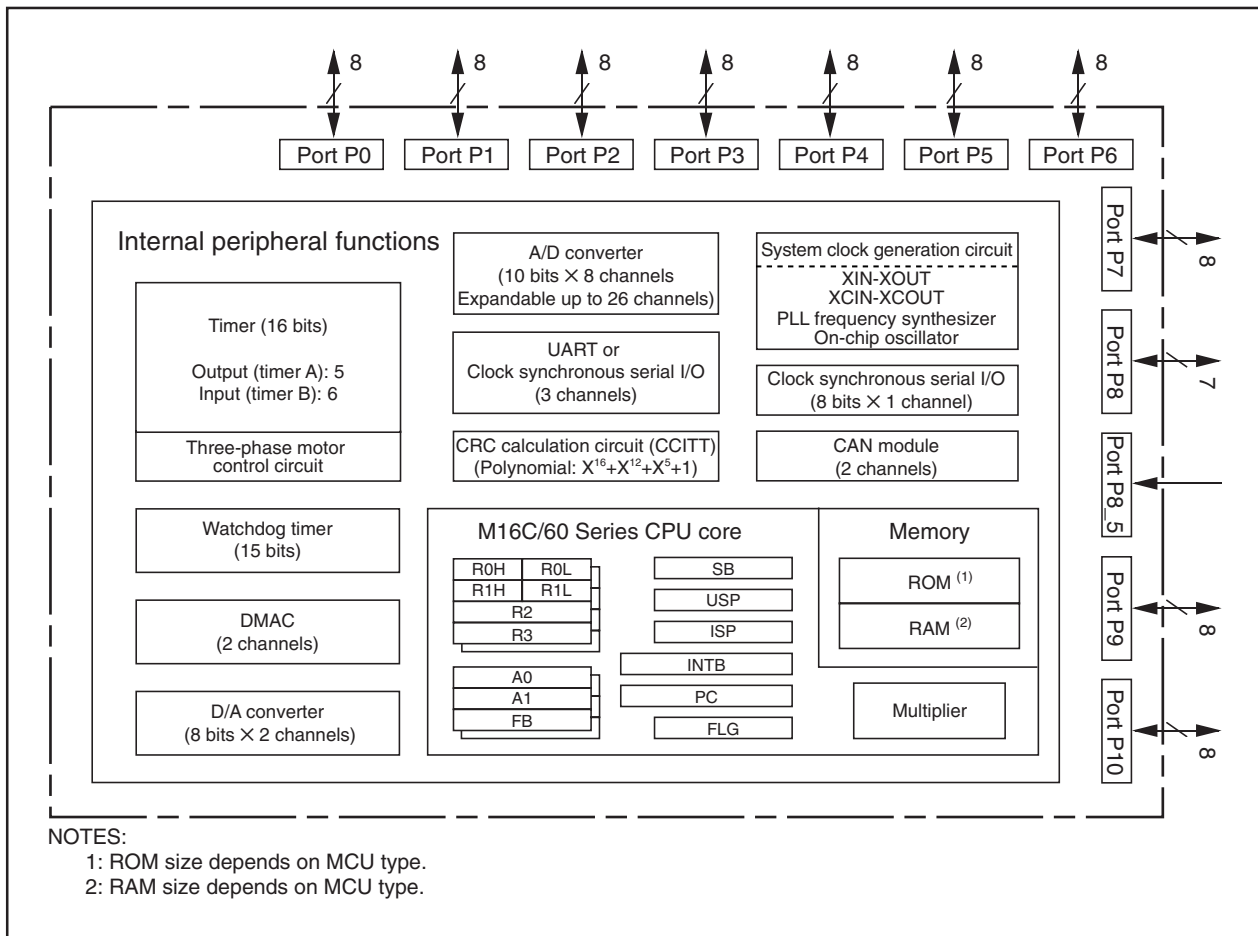 8 8 8 8 8 8 8
Port P0 Port P1 Port P2 Port P3 Port P4 Port P5 Port P6
Internal peripheral functions
Timer (16 bits)
Output (timer A): 5
Input (timer B): 6
Three-phase motor
control circuit
Watchdog timer
(15 bits)
DMAC
(2 channels)
D/A converter
(8 bits × 2 channels)
A/D converter
(10 bits × 8 channels
Expandable up to 26 channels)
UART or
Clock synchronous serial I/O
(3 channels)
CRC calculation circuit (CCITT)
(Polynomial: X¹⁶+X¹²+X⁵+1)
System clock generation circuit
XIN-XOUT
XCIN-XCOUT
PLL frequency synthesizer
On-chip oscillator
Clock synchronous serial I/O
(8 bits × 1 channel)
CAN module
(2 channels)
M16C/60 Series CPU core
R0H R0L
R1H R1L
R2
R3
A0
A1
FB
SB
USP
ISP
INTB
PC
FLG
Memory
ROM (1)
RAM (2)
Multiplier
Port P7
8
Port P8
7
Port P8_5
Port P9
8
Port P10
8
NOTES:
1: ROM size depends on MCU type.
2: RAM size depends on MCU type.